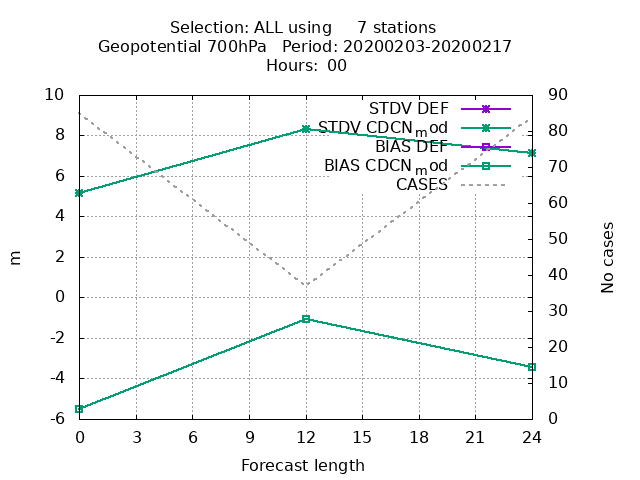 Selection: ALL using 7 stations
Geopotential 700hPa Period: 20200203-20200217
Hours: 00
10
8
6
4
2
0
-2
-4
-6
m
90
80
70
60
50
40
30
20
10
0
No cases
STDV DEF
STDV CDCNmod
BIAS DEF
BIAS CDCNmod
CASES
0 3 6 9 12 15 18 21 24
Forecast length